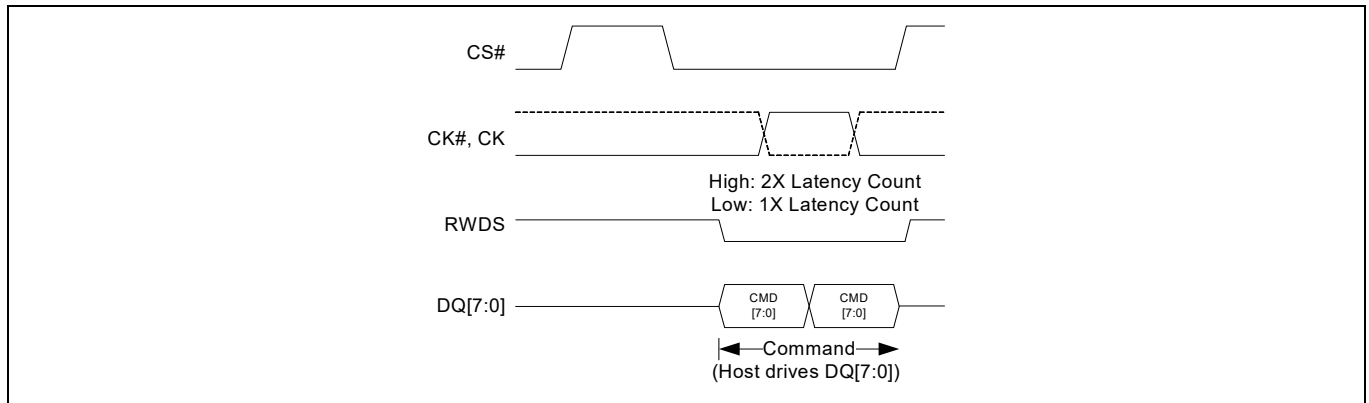 CS#
CK#, CK
High: 2X Latency Count
Low: 1X Latency Count
RWDS
DQ[7:0]
CMD
[7:0]
CMD
[7:0]
Command
(Host drives DQ[7:0])